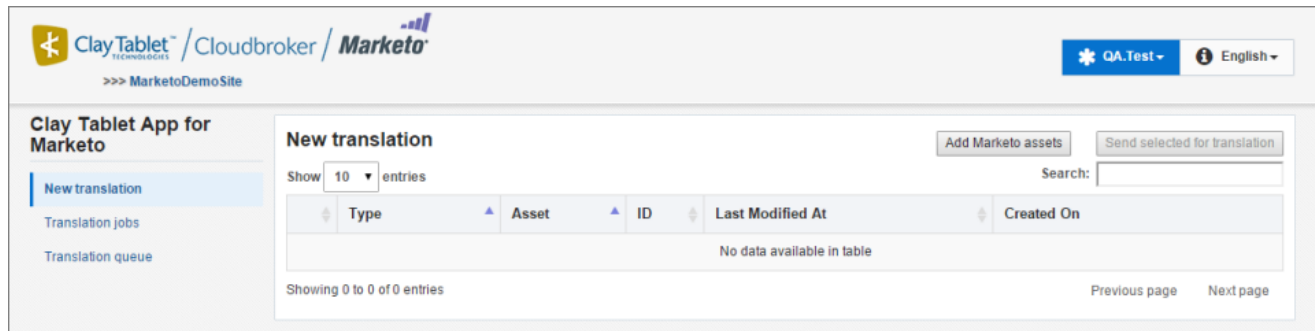 Clay Tablet™ / Cloudbroker / Marketo
TECHNOLOGIES
>>> MarketoDemoSite
QA.Test
English
Clay Tablet App for
Marketo
New translation
Translation jobs
Translation queue
New translation
Add Marketo assets
Send selected for translation
Show 10 entries
Search:
Type Asset ID Last Modified At Created On
No data available in table
Showing 0 to 0 of 0 entries
Previous page Next page